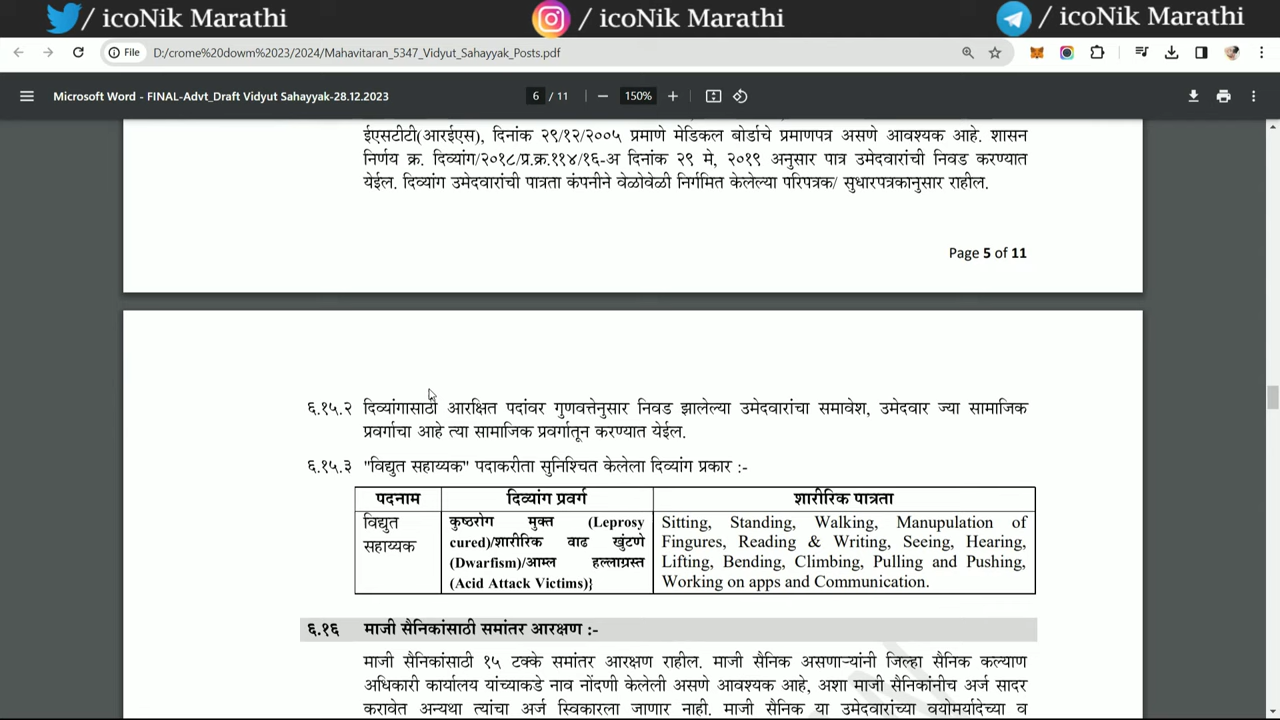 / icoNik Marathi / icoNik Marathi / icoNik Marathi
File D:/crome%20dowm%2023/2024/Mahavitaran_5347_Vidyut_Sahayyak_Posts.pdf
Microsoft Word - FINAL-Advt_Draft Vidyut Sahayyak-28.12.2023 6 / 11 150%
ईएसटीटी(आरईएस), दिनांक २९/१२/२००५ प्रमाणे मेडिकल बोर्डाचे प्रमाणपत्र असणे आवश्यक आहे. शासन
निर्णय क्र. दिव्यांग/२०१८/प्र.क्र.११४/१६-अ दिनांक २९ मे, २०१९ अनुसार पात्र उमेदवारांची निवड करण्यात
येईल. दिव्यांग उमेदवारांची पात्रता कंपनीने वेळोवेळी निर्गमित केलेल्या परिपत्रक/ सुधारपत्रकानुसार राहील.
Page 5 of 11
६.१५.२ दिव्यांगासाठी आरक्षित पदांवर गुणवत्तेनुसार निवड झालेल्या उमेदवारांचा समावेश, उमेदवार ज्या सामाजिक
प्रवर्गाचा आहे त्या सामाजिक प्रवर्गातून करण्यात येईल.
६.१५.३ "विद्युत सहाय्यक" पदाकरीता सुनिश्चित केलेला दिव्यांग प्रकार :-
पदनाम दिव्यांग प्रवर्ग शारीरिक पात्रता
विद्युत सहाय्यक
कुष्ठरोग मुक्त (Leprosy
cured)/शारीरिक वाढ खुंटणे
(Dwarfism)/आम्ल हल्लाग्रस्त
(Acid Attack Victims)}
Sitting, Standing, Walking, Manupulation of
Fingures, Reading & Writing, Seeing, Hearing,
Lifting, Bending, Climbing, Pulling and Pushing,
Working on apps and Communication.
६.१६ माजी सैनिकांसाठी समांतर आरक्षण :-
माजी सैनिकांसाठी १५ टक्के समांतर आरक्षण राहील. माजी सैनिक असणाऱ्यांनी जिल्हा सैनिक कल्याण
अधिकारी कार्यालय यांच्याकडे नाव नोंदणी केलेली असणे आवश्यक आहे, अशा माजी सैनिकांनीच अर्ज सादर
करावेत अन्यथा त्यांचा अर्ज स्विकारला जाणार नाही. माजी सैनिक या उमेदवारांच्या वयोमर्यादेच्या व